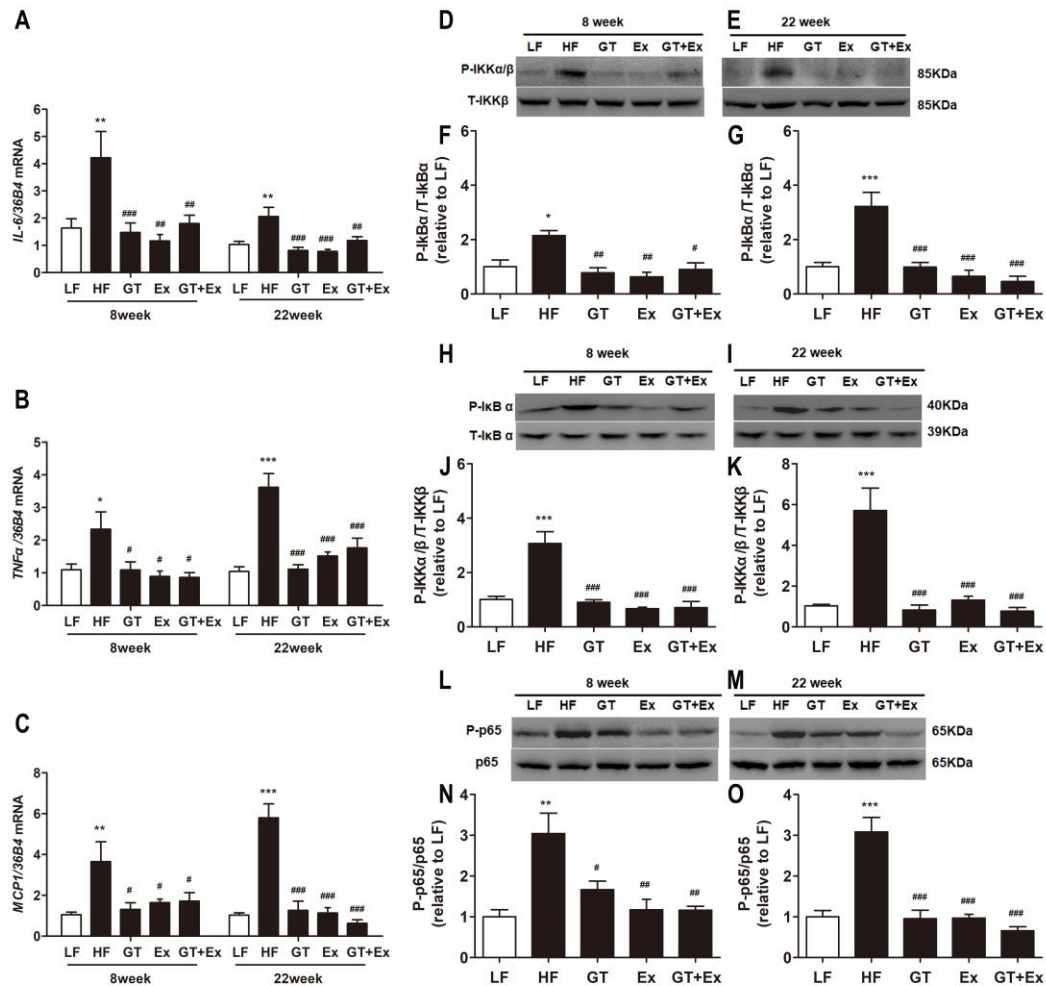 A
IL-6/36B4 mRNA
6
5
4
3
2
1
0
**
###
##
##
**
###
###
##
LF HF GT Ex GT+Ex LF HF GT Ex GT+Ex
8week 22week
B
TNFα/36B4 mRNA
5
4
3
2
1
0
*
#
#
#
***
###
###
###
LF HF GT Ex GT+Ex LF HF GT Ex GT+Ex
8week 22week
C
MCP1/36B4 mRNA
8
6
4
2
0
**
#
#
#
***
###
###
###
LF HF GT Ex GT+Ex LF HF GT Ex GT+Ex
8week 22week
D 8 week
LF HF GT Ex GT+Ex
P-IKKα/β
T-IKKβ
E 22 week
LF HF GT Ex GT+Ex
85KDa
85KDa
F
P-IkBα/T-IkBα
(relative to LF)
6
4
2
0
*
##
##
#
LF HF GT Ex GT+Ex
G
P-IkBα/T-IkBα
(relative to LF)
6
4
2
0
***
###
###
###
LF HF GT Ex GT+Ex
H 8 week
LF HF GT Ex GT+Ex
P-IκB α
T-IκB α
I 22 week
LF HF GT Ex GT+Ex
40KDa
39KDa
J
P-IKKα/β/T-IKKβ
(relative to LF)
6
4
2
0
***
###
###
###
LF HF GT Ex GT+Ex
K
P-IKKα/β/T-IKKβ
(relative to LF)
8
6
4
2
0
***
###
###
###
LF HF GT Ex GT+Ex
L 8 week
LF HF GT Ex GT+Ex
P-p65
p65
M 22 week
LF HF GT Ex GT+Ex
65KDa
65KDa
N
P-p65/p65
(relative to LF)
4
3
2
1
0
**
#
##
##
LF HF GT Ex GT+Ex
O
P-p65/p65
(relative to LF)
4
3
2
1
0
***
###
###
###
LF HF GT Ex GT+Ex